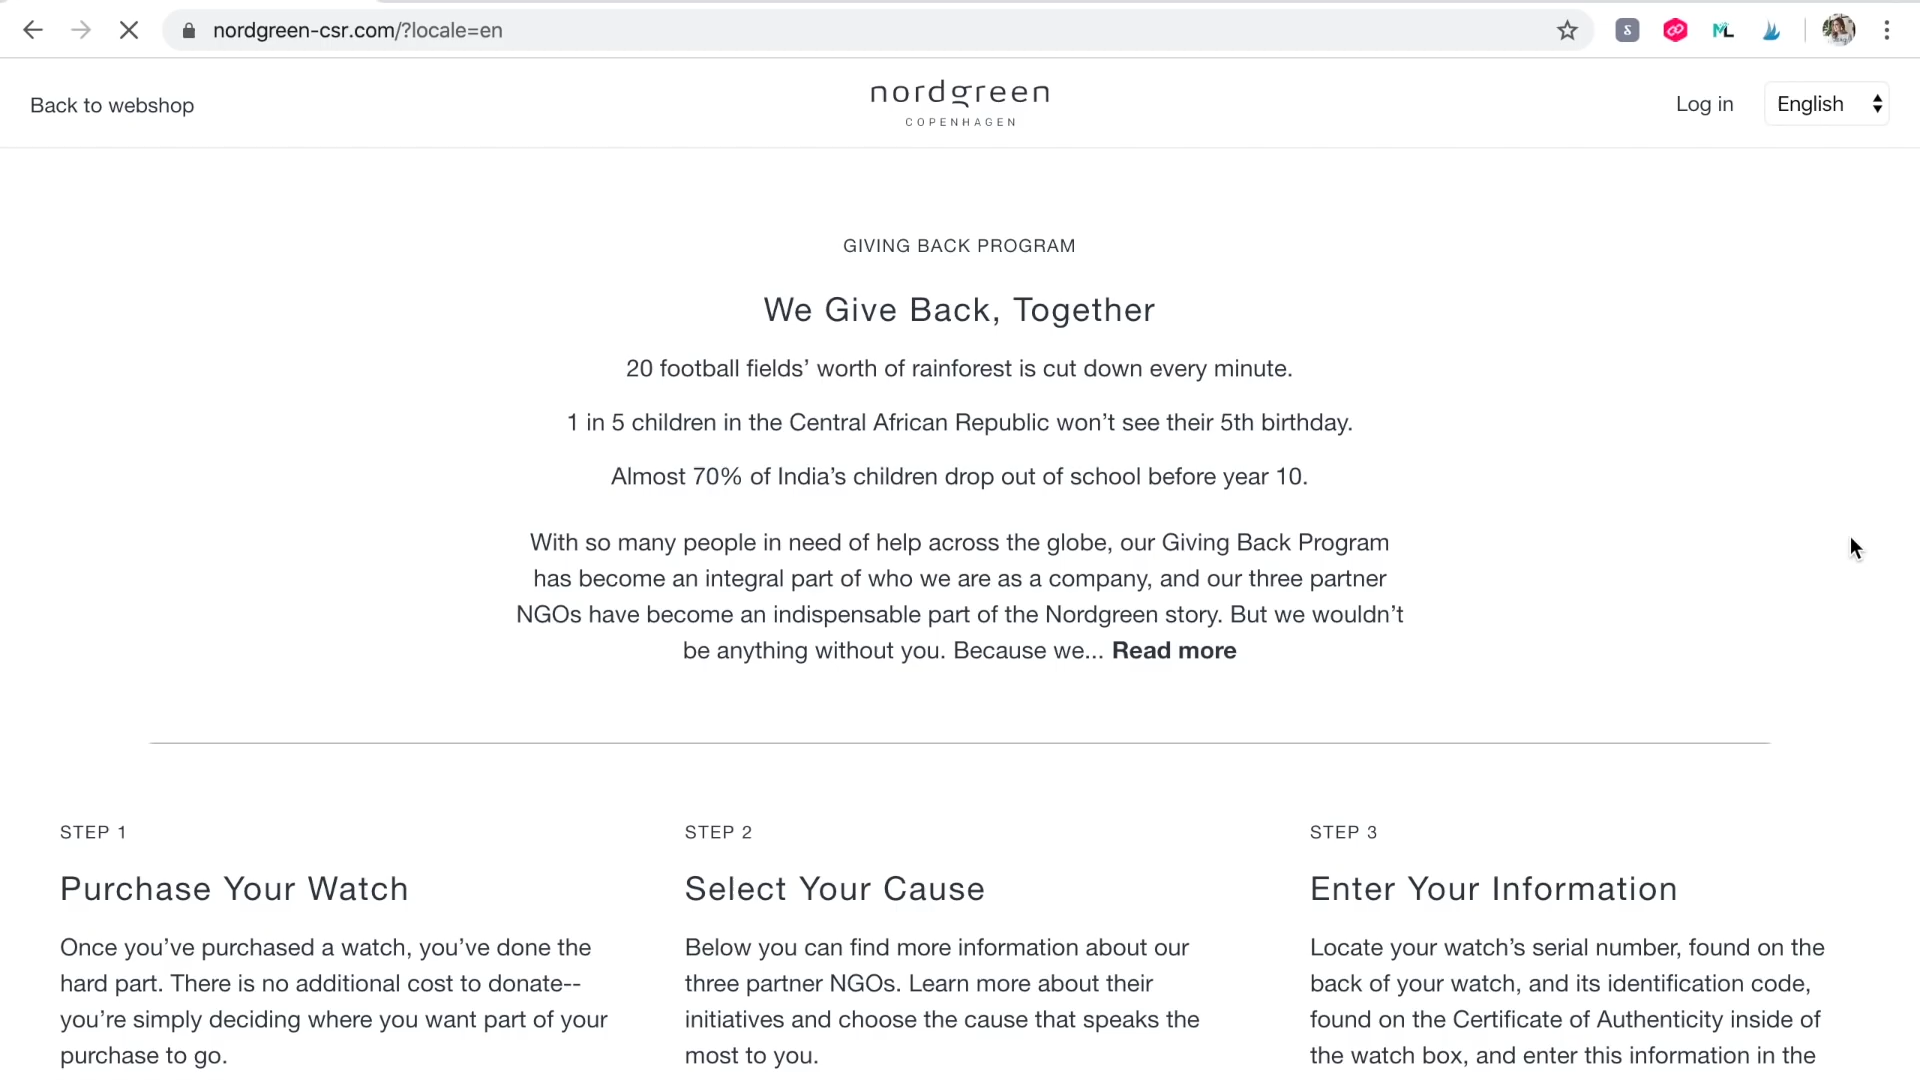 nordgreen-csr.com/?locale=en
Back to webshop
nordgreen
COPENHAGEN
Log in
English
GIVING BACK PROGRAM
We Give Back, Together
20 football fields’ worth of rainforest is cut down every minute.
1 in 5 children in the Central African Republic won’t see their 5th birthday.
Almost 70% of India’s children drop out of school before year 10.
With so many people in need of help across the globe, our Giving Back Program
has become an integral part of who we are as a company, and our three partner
NGOs have become an indispensable part of the Nordgreen story. But we wouldn’t
be anything without you. Because we... Read more
STEP 1
Purchase Your Watch
Once you’ve purchased a watch, you’ve done the
hard part. There is no additional cost to donate--
you’re simply deciding where you want part of your
purchase to go.
STEP 2
Select Your Cause
Below you can find more information about our
three partner NGOs. Learn more about their
initiatives and choose the cause that speaks the
most to you.
STEP 3
Enter Your Information
Locate your watch’s serial number, found on the
back of your watch, and its identification code,
found on the Certificate of Authenticity inside of
the watch box, and enter this information in the